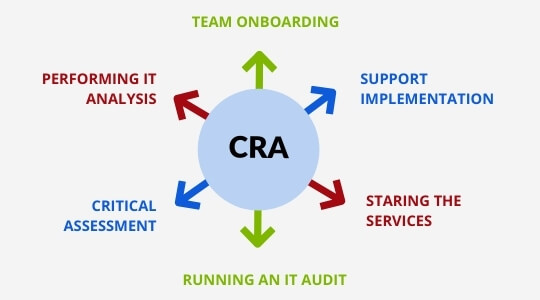 TEAM ONBOARDING
PERFORMING IT
ANALYSIS
SUPPORT
IMPLEMENTATION
CRA
CRITICAL
ASSESSMENT
STARING THE
SERVICES
RUNNING AN IT AUDIT